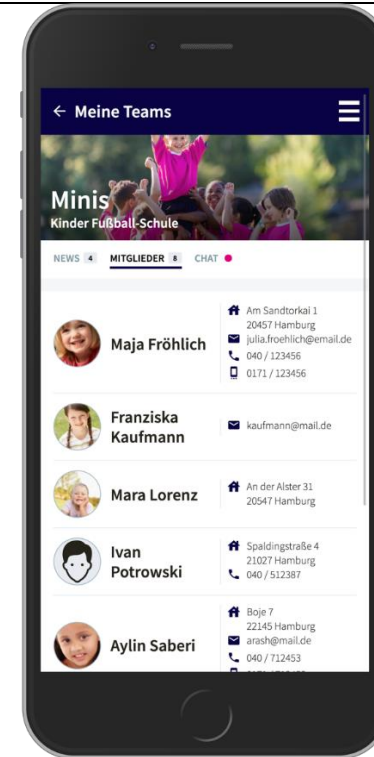 ← Meine Teams
Minis
Kinder Fußball-Schule
NEWS 4 MITGLIEDER 8 CHAT
Maja Fröhlich
Am Sandtorkai 1
20457 Hamburg
julia.froehlich@email.de
040 / 123456
0171 / 123456
Franziska
Kaufmann
kaufmann@mail.de
Mara Lorenz
An der Alster 31
20547 Hamburg
Ivan
Potrowski
Spaldingstraße 4
21027 Hamburg
040 / 512387
Aylin Saberi
Boje 7
22145 Hamburg
arash@mail.de
040 / 712453